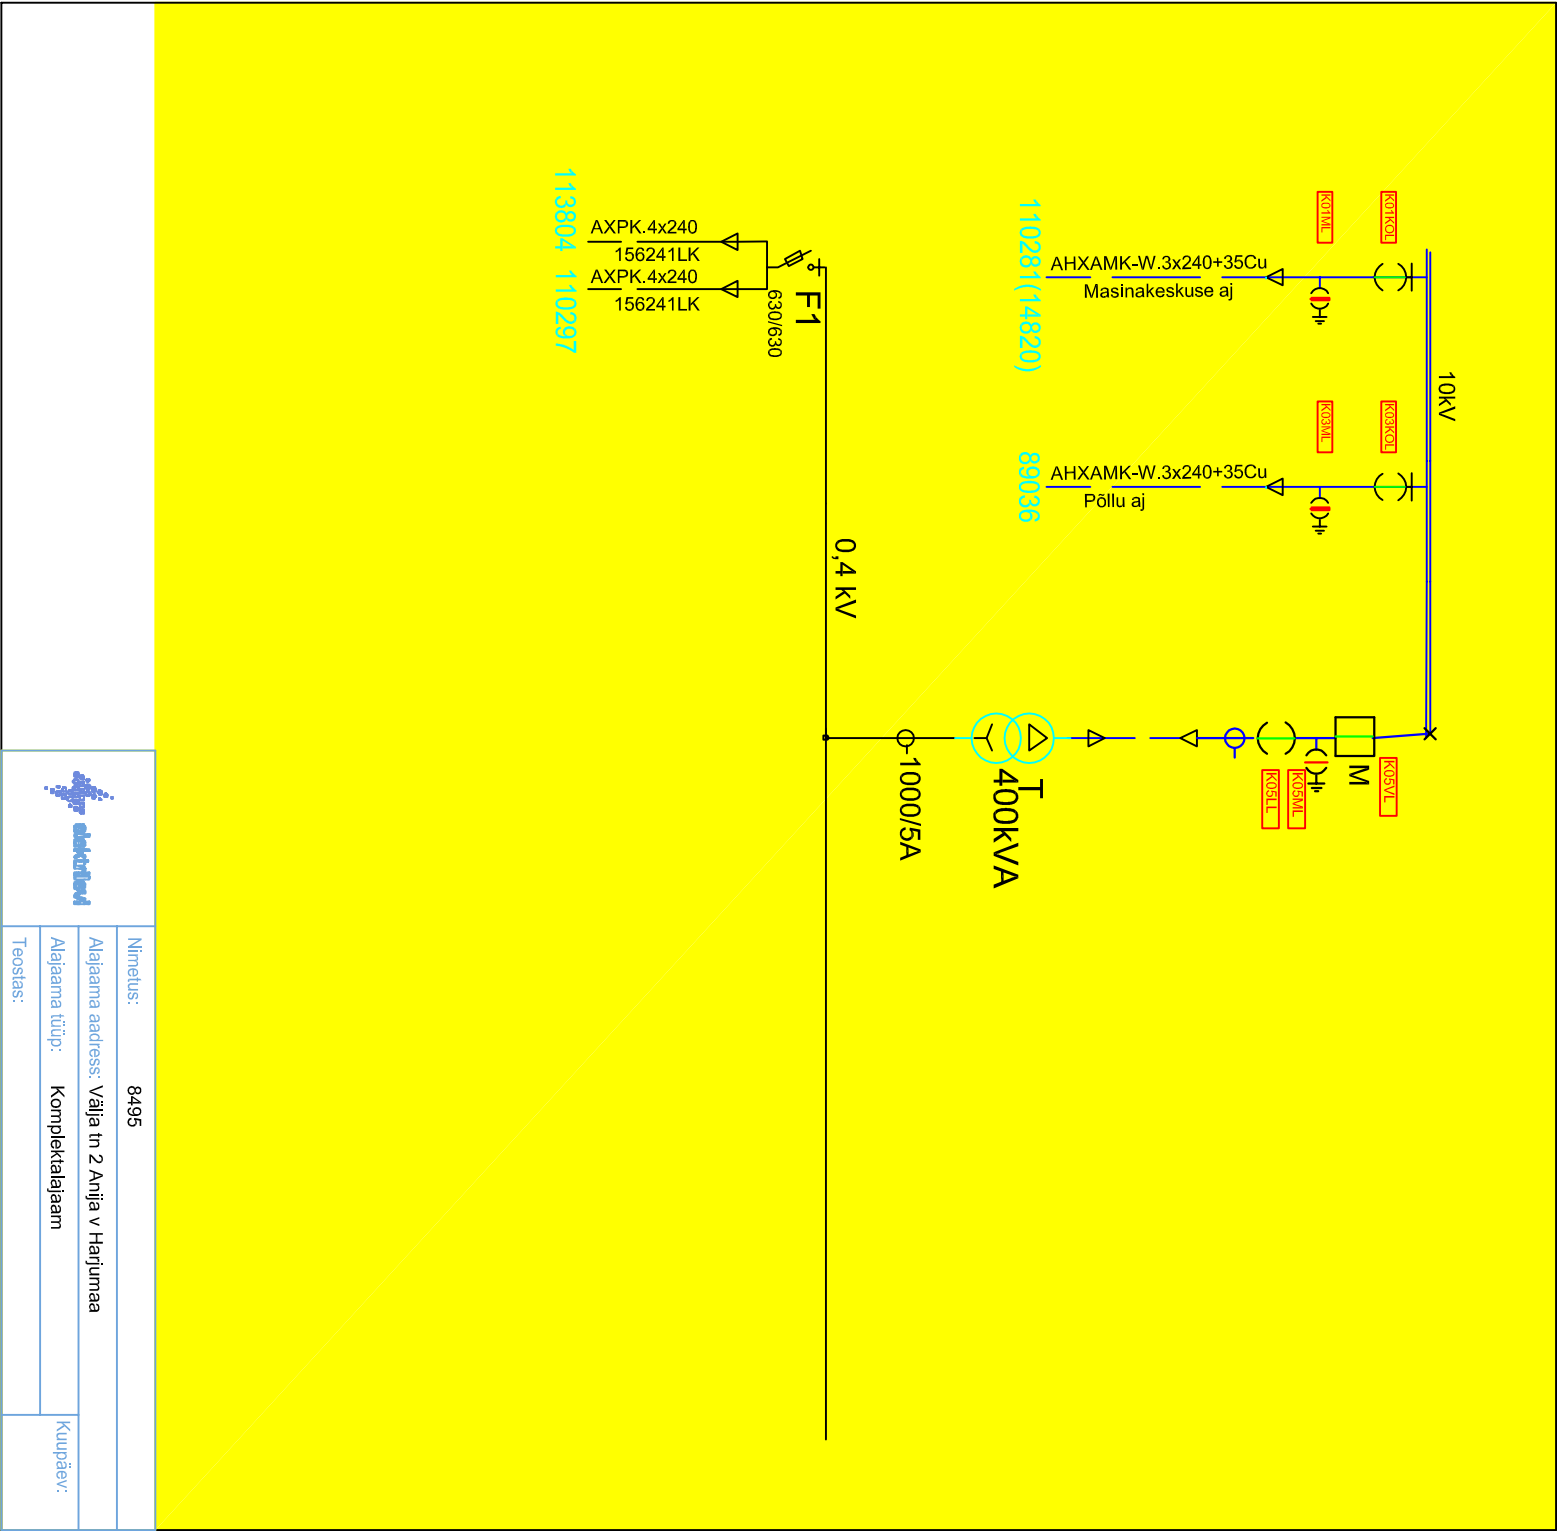 10kV
K01KOL
K01ML
AHXAMK-W.3x240+35Cu
Masinakeskuse aj
110281(14820)
K03KOL
K03ML
AHXAMK-W.3x240+35Cu
Põllu aj
89036
K05VL
M
K05ML
K05LL
T
400kVA
1000/5A
0,4 kV
F1
630/630
AXPK.4x240
156241LK
AXPK.4x240
156241LK
113804 110297
elektrilevi
Nimetus: 8495
Alajaama aadress: Välja tn 2 Anija v Harjumaa
Alajaama tüüp: Komplektalajaam
Teostas:
Kuupäev: